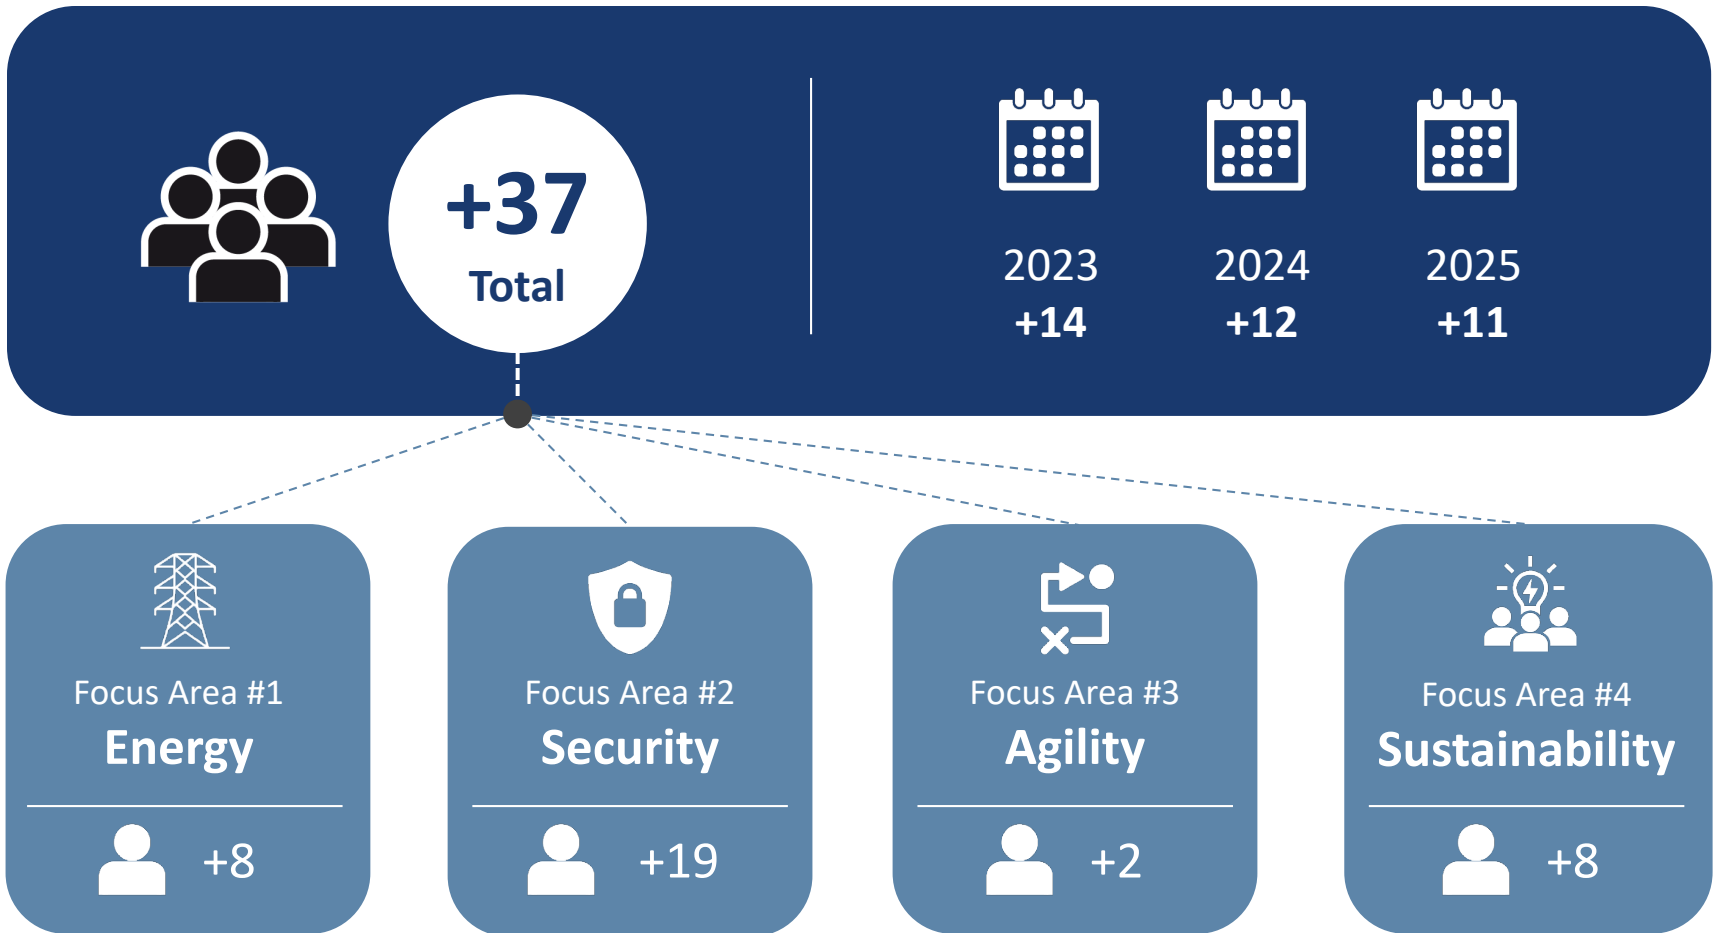 +37
Total
2023
+14
2024
+12
2025
+11
Focus Area #1
Energy
+8
Focus Area #2
Security
+19
Focus Area #3
Agility
+2
Focus Area #4
Sustainability
+8